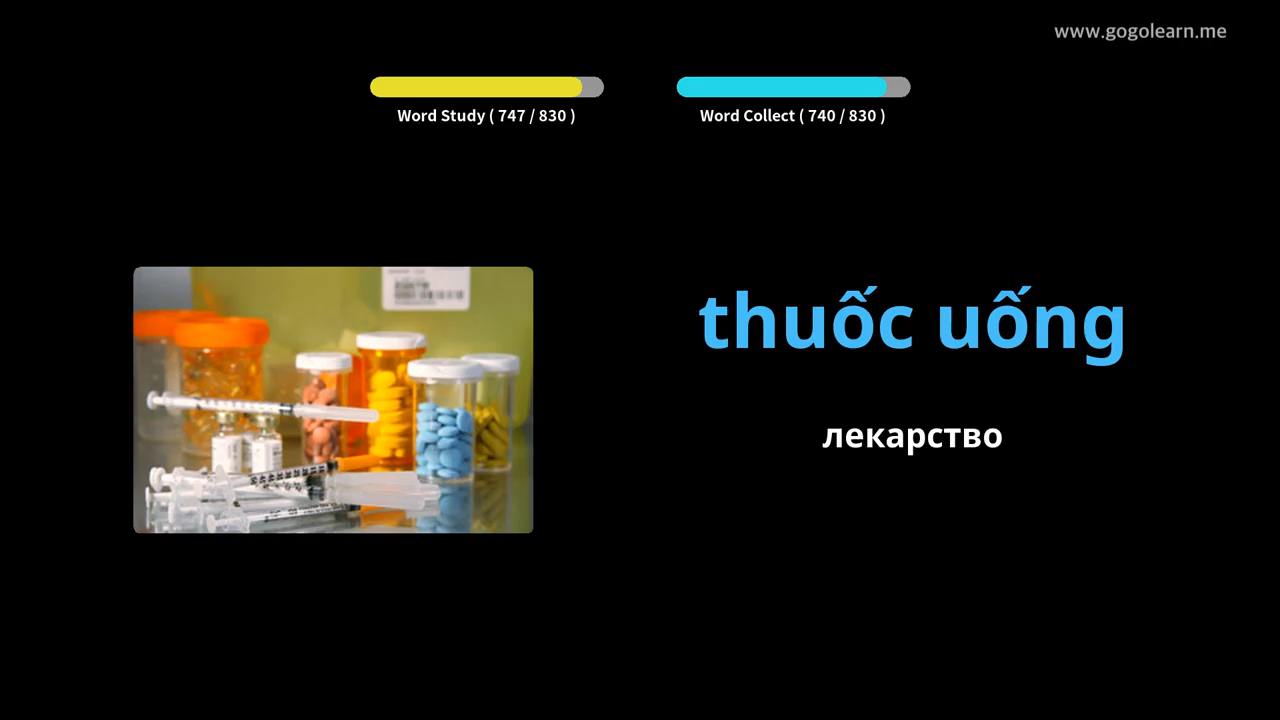 www.gogolearn.me
Word Study ( 747 / 830 )
Word Collect ( 740 / 830 )
thuốc uống
лекарство